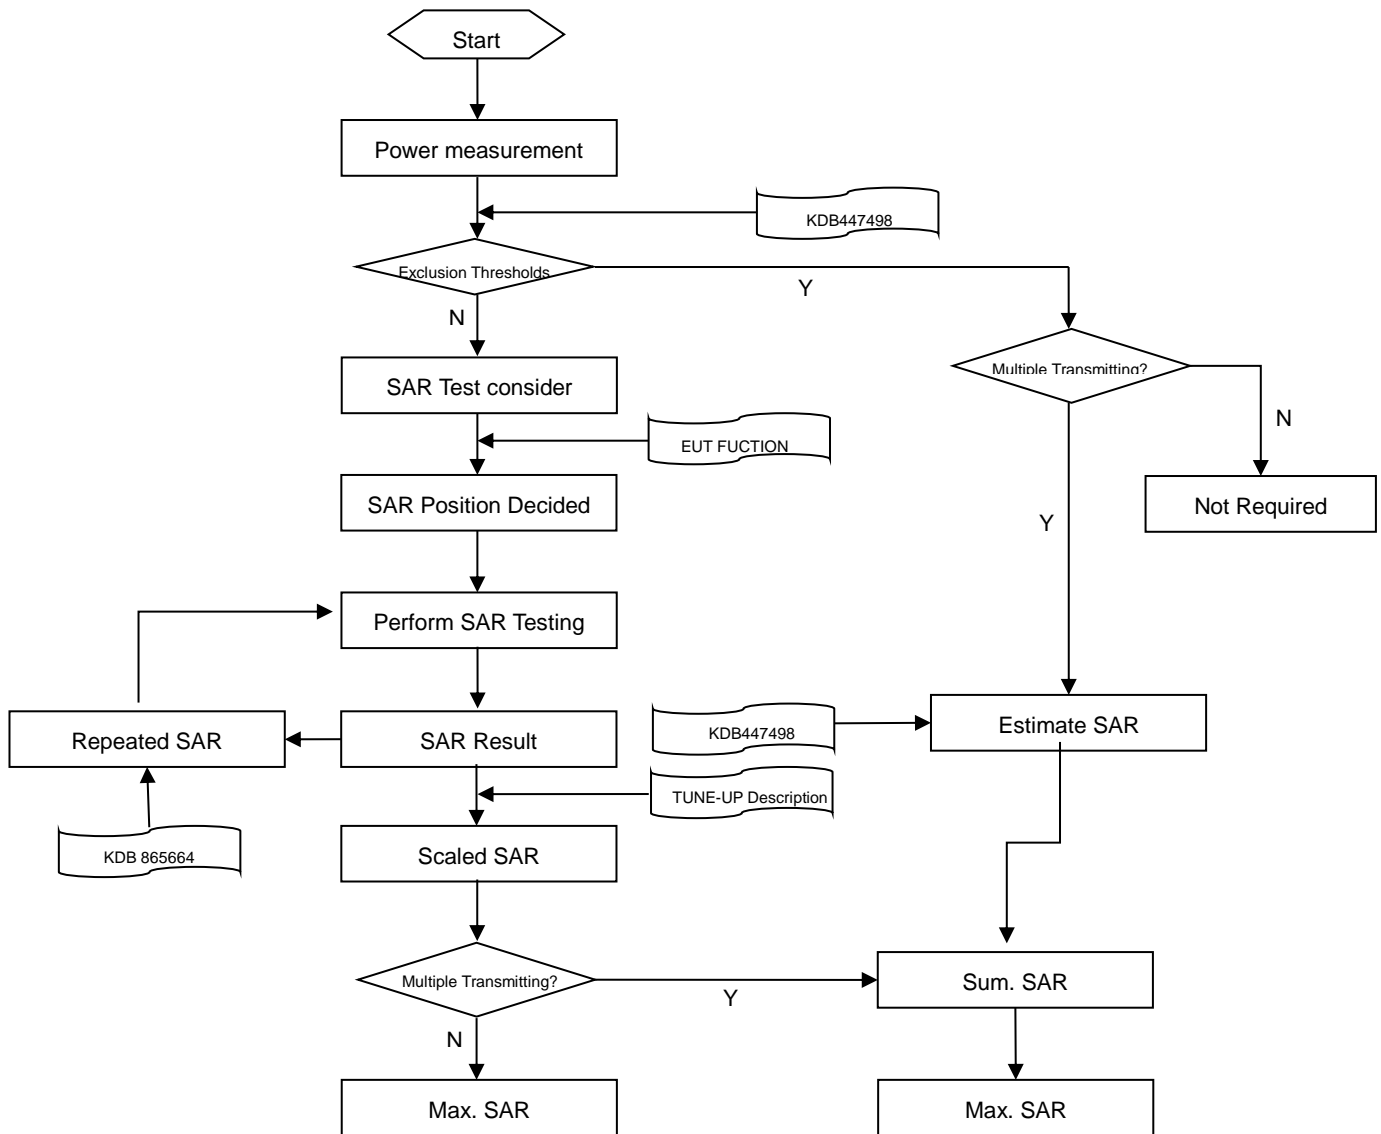 Start
Power measurement
KDB447498
Exclusion Thresholds
Y
N
Multiple Transmitting?
SAR Test consider
N
EUT FUCTION
SAR Position Decided
Not Required
Y
Perform SAR Testing
Repeated SAR
SAR Result
KDB447498
Estimate SAR
TUNE-UP Description
KDB 865664
Scaled SAR
Multiple Transmitting?
Y
Sum. SAR
N
Max. SAR
Max. SAR